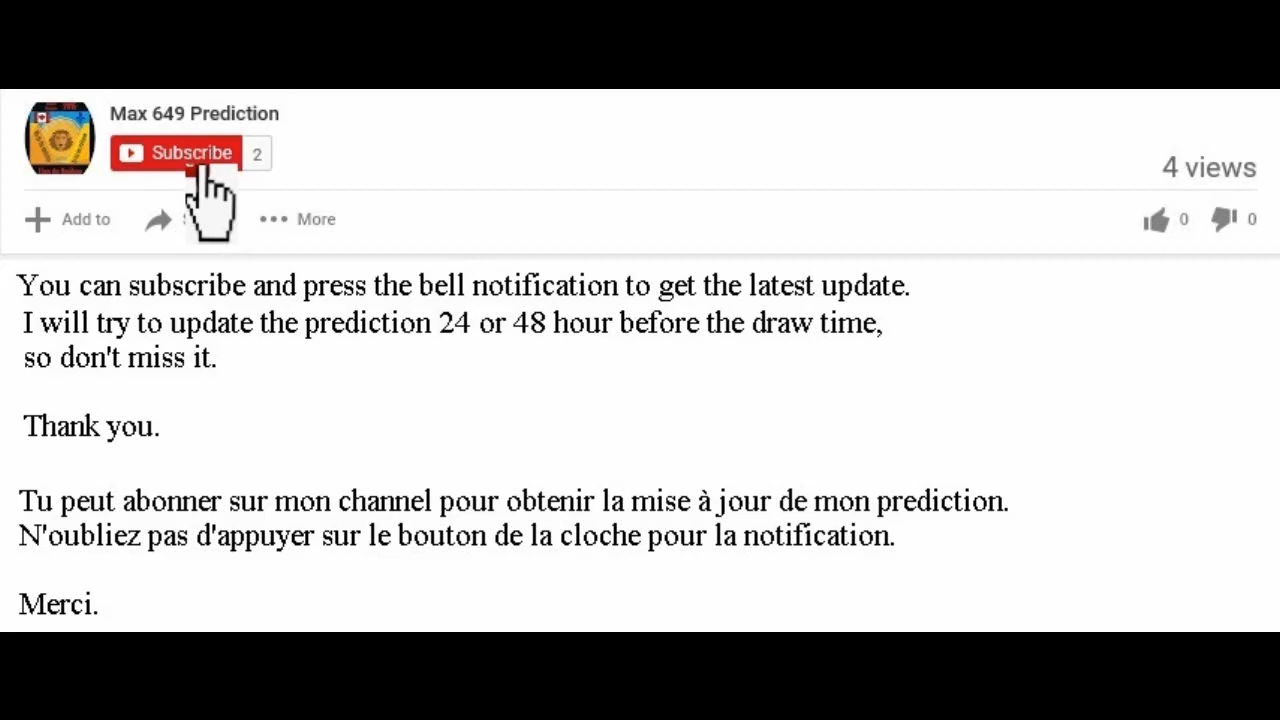 Max 649 Prediction
Subscribe 2
4 views
Add to
More
0 0
You can subscribe and press the bell notification to get the latest update.
I will try to update the prediction 24 or 48 hour before the draw time,
so don't miss it.
Thank you.
Tu peut abonner sur mon channel pour obtenir la mise à jour de mon prediction.
N'oubliez pas d'appuyer sur le bouton de la cloche pour la notification.
Merci.